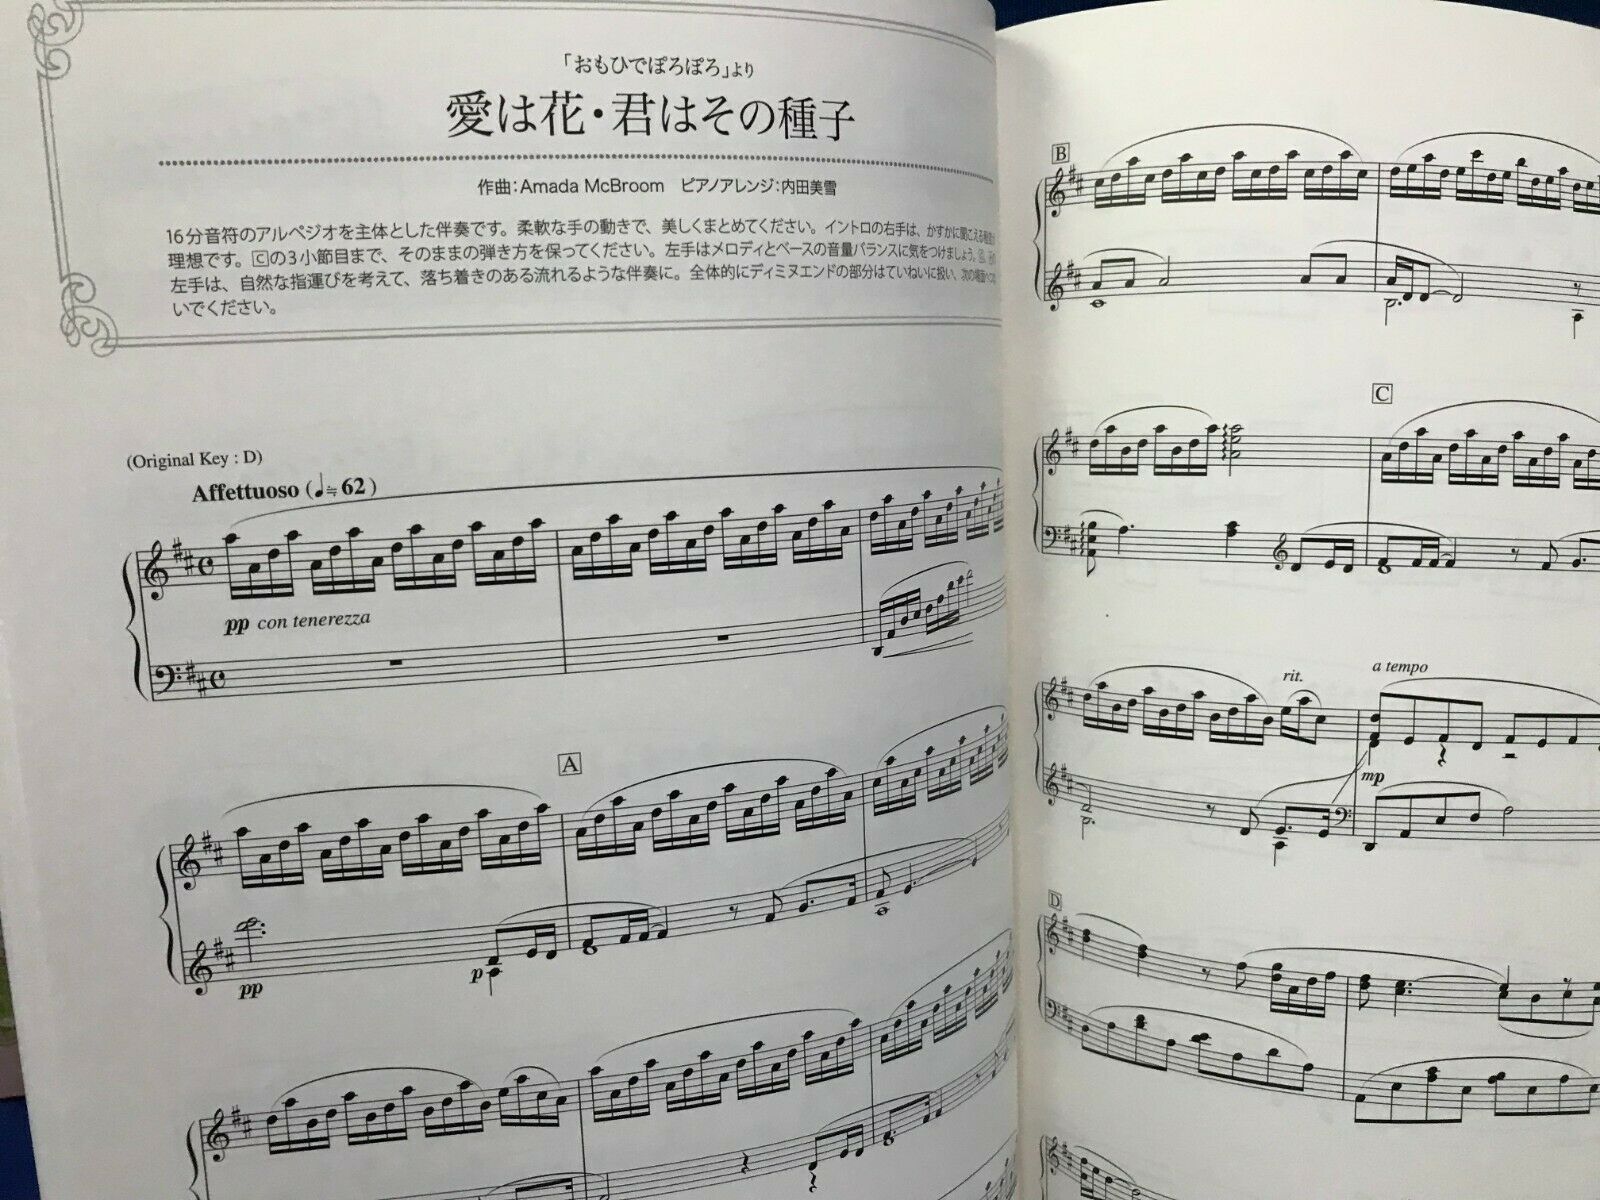 「おもひでぽろぽろ」より
愛は花・君はその種子
作曲：Amada McBroom ピアノアレンジ：内田美雪
16分音符のアルペジオを主体とした伴奏です。柔軟な手の動きで、美しくまとめてください。イントロの右手は、かすかに聞こえる程度が
理想です。Cの3小節目まで、そのままの弾き方を保ってください。左手はメロディとベースの音量バランスに気をつけましょう。
左手は、自然な指運びを考えて、落ち着きのある流れるような伴奏に。全体的にディミヌエンドの部分はていねいに扱い、次の
いでください。
(Original Key : D)
Affettuoso (♩≒62)
pp con tenerezza
A
pp
p
B
C
rit.
a tempo
mp
D